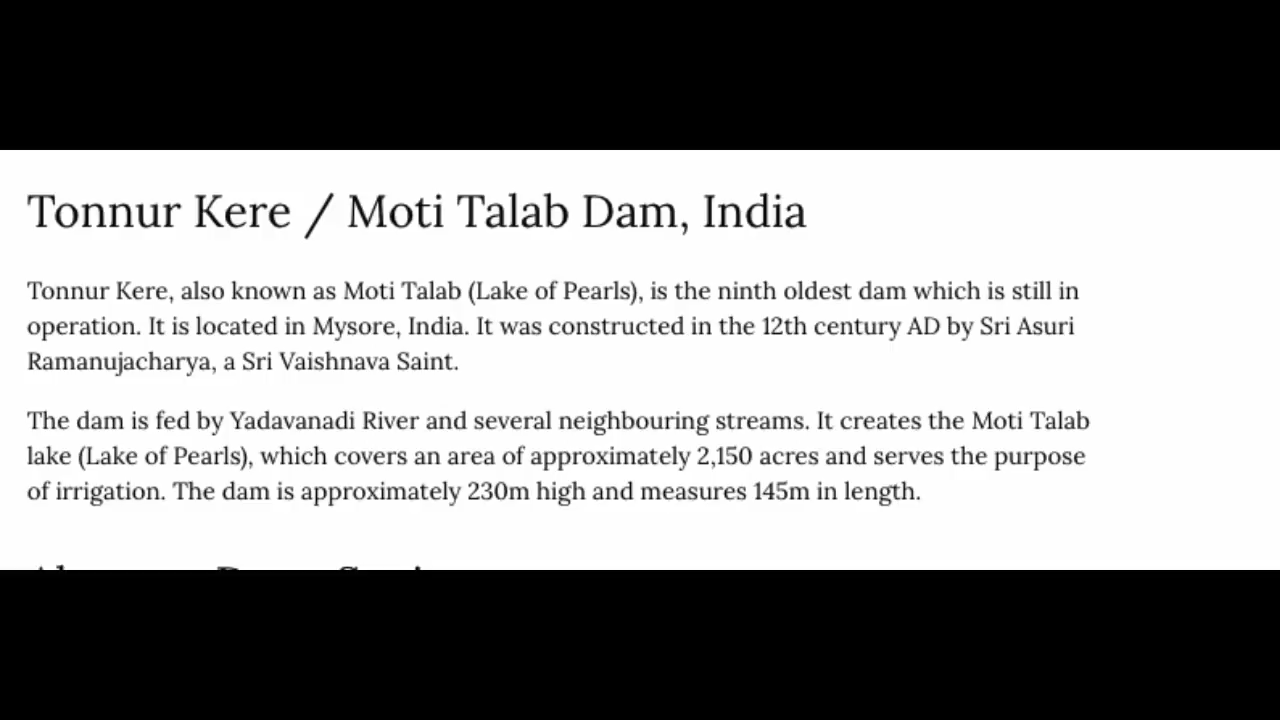 Tonnur Kere / Moti Talab Dam, India
Tonnur Kere, also known as Moti Talab (Lake of Pearls), is the ninth oldest dam which is still in
operation. It is located in Mysore, India. It was constructed in the 12th century AD by Sri Asuri
Ramanujacharya, a Sri Vaishnava Saint.
The dam is fed by Yadavanadi River and several neighbouring streams. It creates the Moti Talab
lake (Lake of Pearls), which covers an area of approximately 2,150 acres and serves the purpose
of irrigation. The dam is approximately 230m high and measures 145m in length.